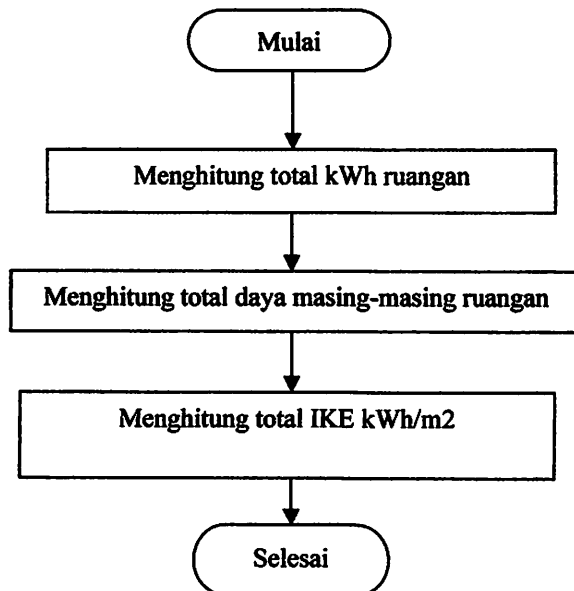 Mulai
Menghitung total kWh ruangan
Menghitung total daya masing-masing ruangan
Menghitung total IKE kWh/m2
Selesai